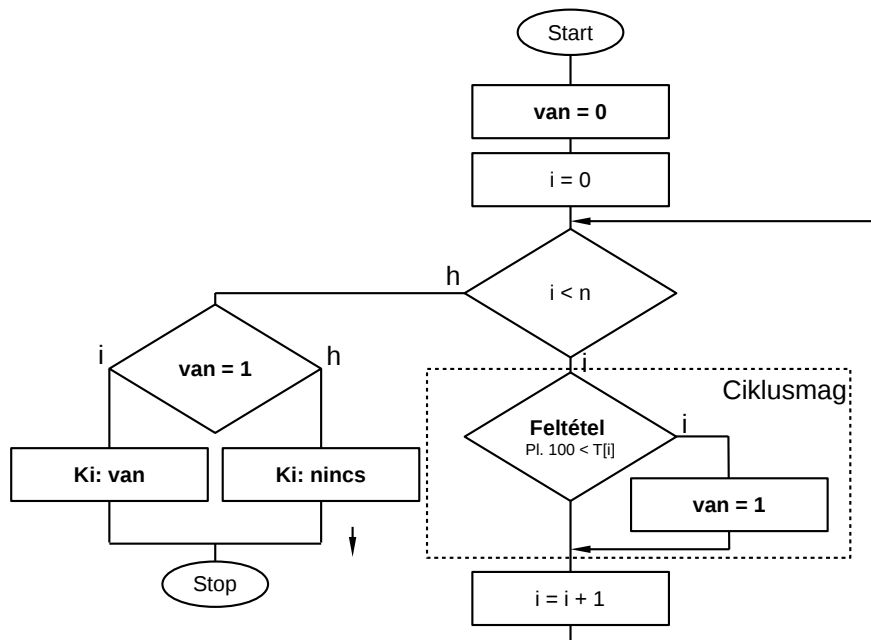 Start
van = 0
i = 0
h
i < n
i
van = 1
h
i
Ciklusmag
Feltétel
Pl. 100 < T[i]
i
Ki: van
Ki: nincs
van = 1
Stop
i = i + 1